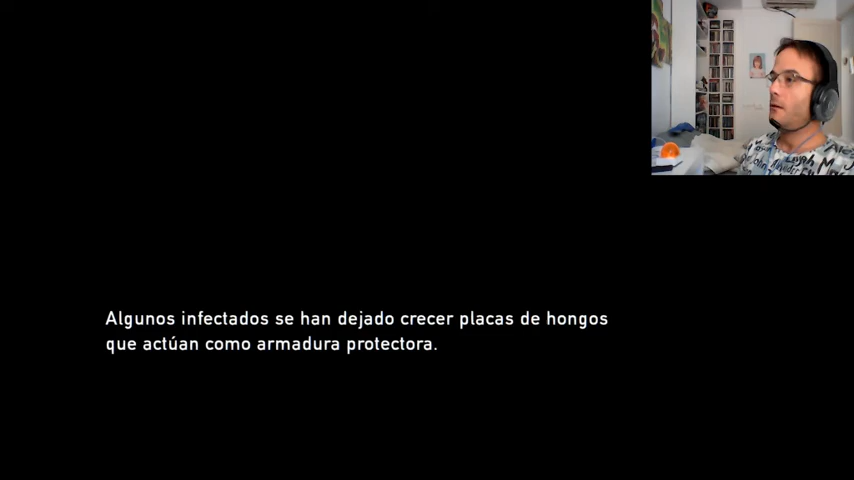 Algunos infectados se han dejado crecer placas de hongos
que actúan como armadura protectora.